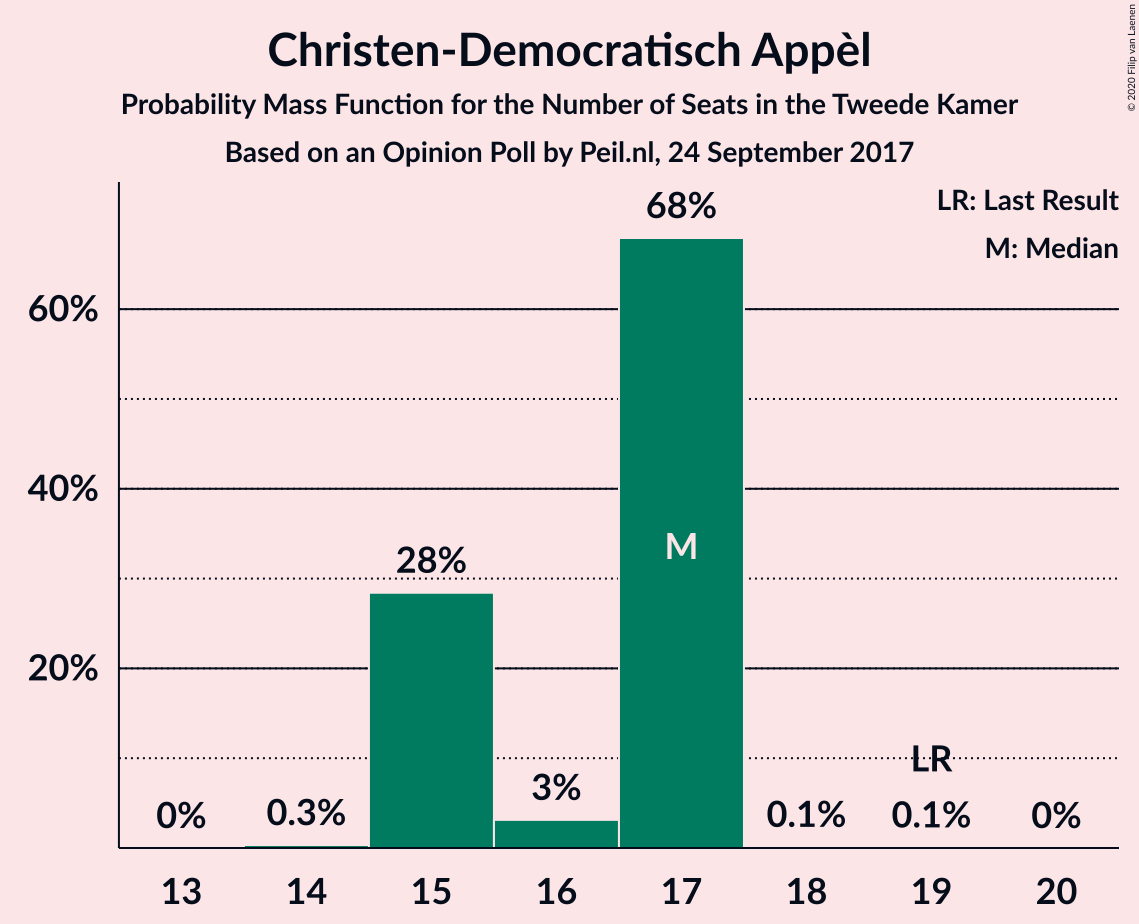 Christen-Democratisch Appèl
Probability Mass Function for the Number of Seats in the Tweede Kamer
Based on an Opinion Poll by Peil.nl, 24 September 2017
© 2020 Filip van Laenen
LR: Last Result
M: Median
60%
40%
20%
0%
0.3%
28%
3%
68%
M
0.1%
LR
0.1%
0%
13 14 15 16 17 18 19 20